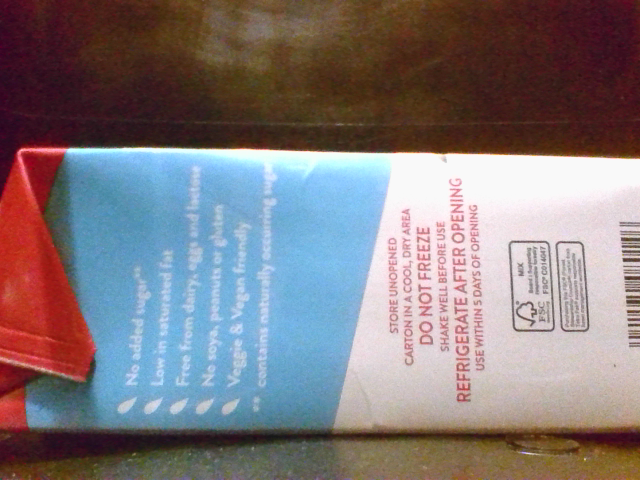 No added sugar**
Low in saturated fat
Free from dairy, eggs and lactose
No soya, peanuts or gluten
Veggie & Vegan friendly
** contains naturally occurring sugar
STORE UNOPENED
CARTON IN A COOL, DRY AREA
DO NOT FREEZE
SHAKE WELL BEFORE USE
REFRIGERATE AFTER OPENING
USE WITHIN 5 DAYS OF OPENING
MIX
FSC
FSC® C014047